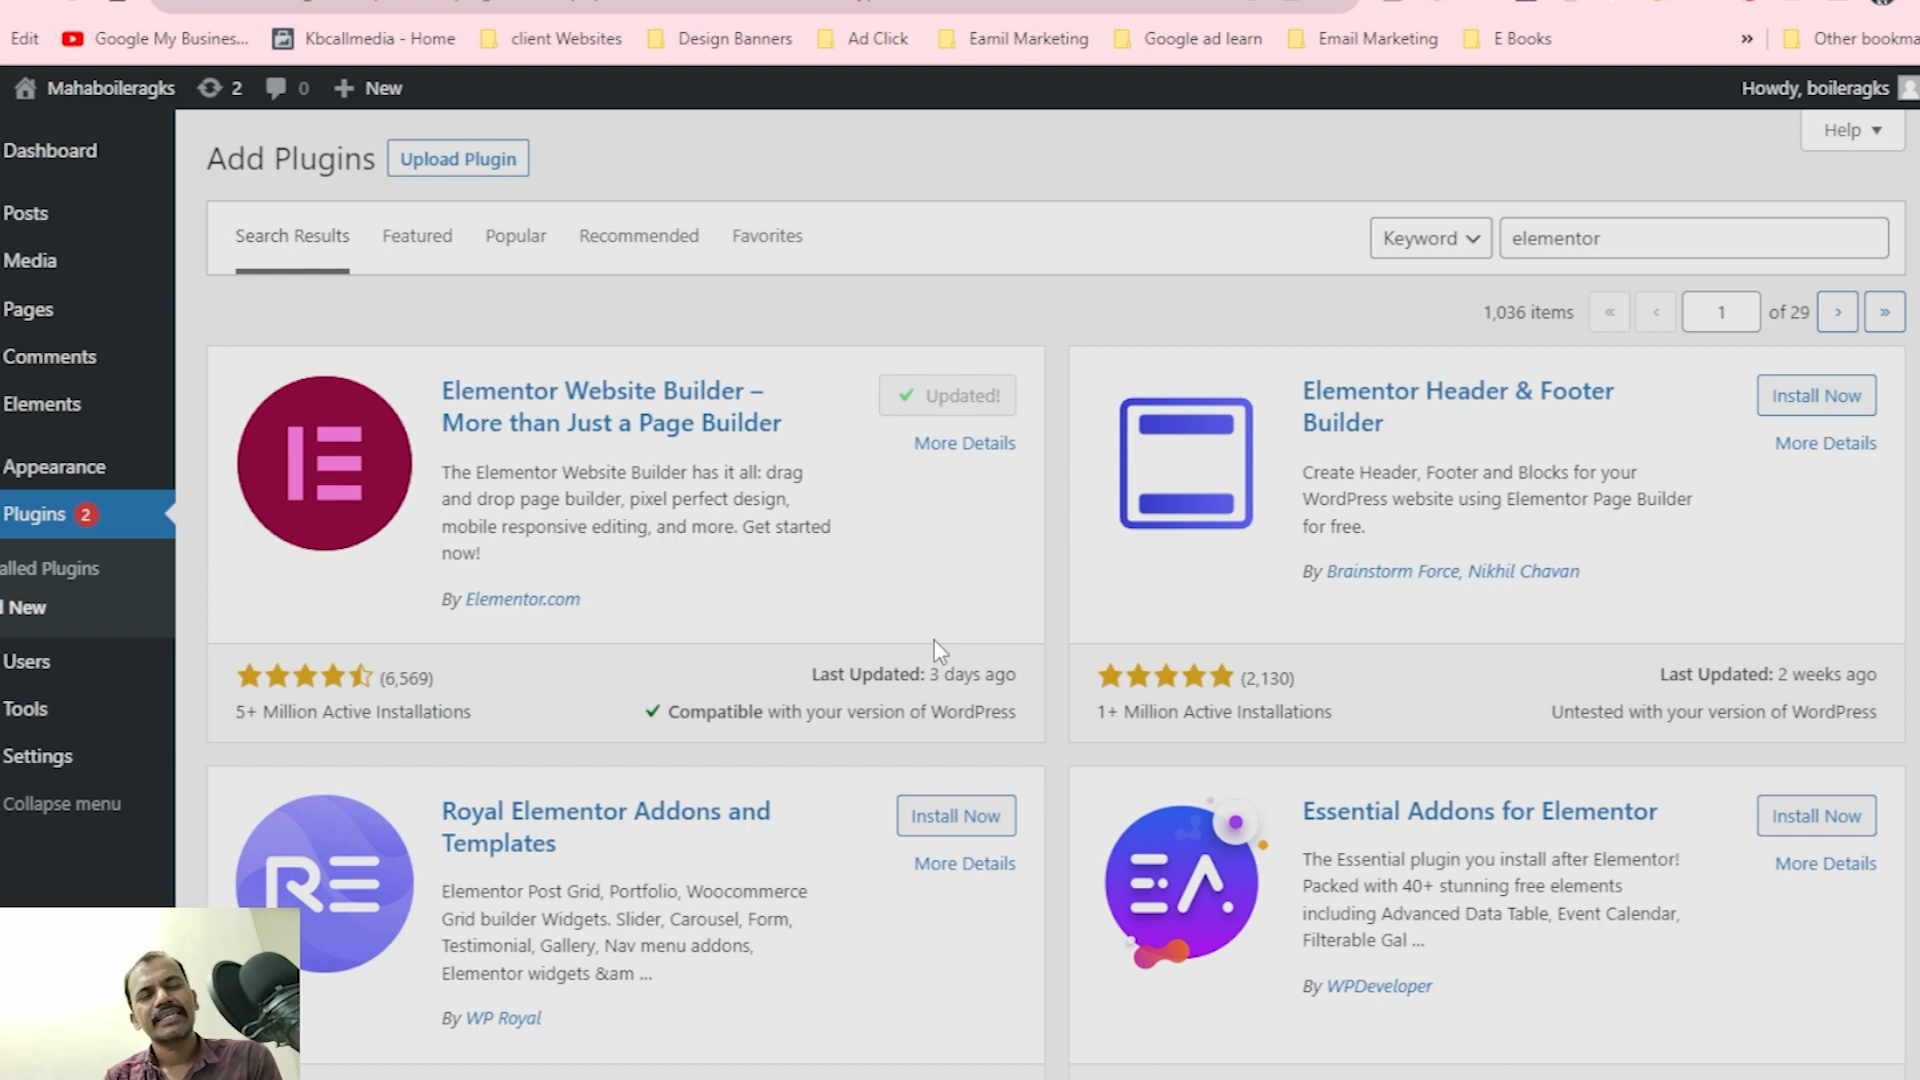 Edit
Google My Busines...
Kbcallmedia - Home
client Websites
Design Banners
Ad Click
Eamil Marketing
Google ad learn
Email Marketing
E Books
»
Other bookma
Mahaboileragks
2
0
+ New
Howdy, boileragks
Dashboard
Posts
Media
Pages
Comments
Elements
Appearance
Plugins 2
alled Plugins
New
Users
Tools
Settings
Collapse menu
Help
Add Plugins
Upload Plugin
Search Results
Featured
Popular
Recommended
Favorites
Keyword
elementor
1,036 items
«
‹
1
of 29
›
»
Elementor Website Builder –
More than Just a Page Builder
Updated!
More Details
The Elementor Website Builder has it all: drag
and drop page builder, pixel perfect design,
mobile responsive editing, and more. Get started
now!
By Elementor.com
(6,569)
Last Updated: 3 days ago
5+ Million Active Installations
Compatible with your version of WordPress
Elementor Header & Footer
Builder
Install Now
More Details
Create Header, Footer and Blocks for your
WordPress website using Elementor Page Builder
for free.
By Brainstorm Force, Nikhil Chavan
(2,130)
Last Updated: 2 weeks ago
1+ Million Active Installations
Untested with your version of WordPress
RE
Royal Elementor Addons and
Templates
Install Now
More Details
Elementor Post Grid, Portfolio, Woocommerce
Grid builder Widgets. Slider, Carousel, Form,
Testimonial, Gallery, Nav menu addons,
Elementor widgets &am ...
By WP Royal
EA
Essential Addons for Elementor
Install Now
More Details
The Essential plugin you install after Elementor!
Packed with 40+ stunning free elements
including Advanced Data Table, Event Calendar,
Filterable Gal ...
By WPDeveloper